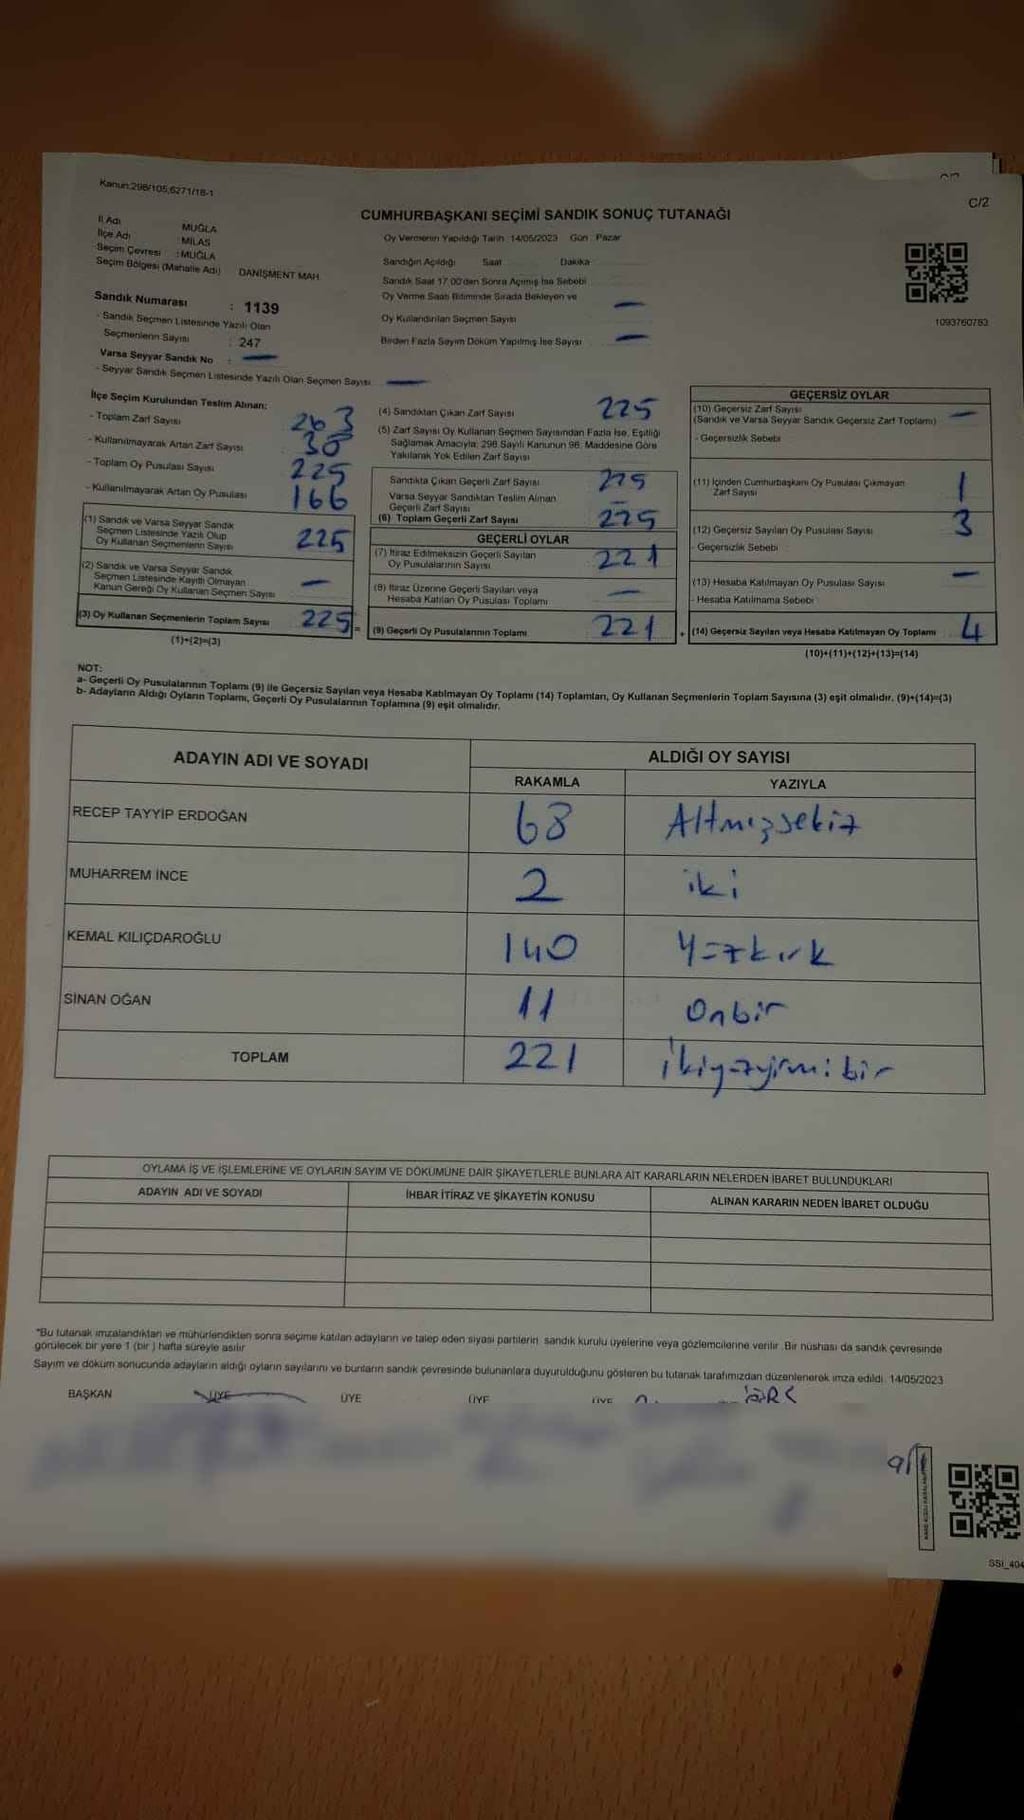 Kanun:298/105,6271/18-1
C/2
CUMHURBAŞKANI SEÇİMİ SANDIK SONUÇ TUTANAĞI
İl Adı MUĞLA
İlçe Adı MİLAS
Seçim Çevresi : MUĞLA
Seçim Bölgesi (Mahalle Adı) DANİŞMENT MAH.
Oy Vermenin Yapıldığı Tarih 14/05/2023 Gün : Pazar
Sandığın Açıldığı Saat Dakika
Sandık Saat 17.00'den Sonra Açımış İse Sebebi
Oy Verme Saati Bitiminde Sırada Bekleyen ve
Oy Kullandırılan Seçmen Sayısı —
Birden Fazla Sayım Döküm Yapılmış İse Sayısı —
1093760783
Sandık Numarası : 1139
- Sandık Seçmen Listesinde Yazılı Olan
Seçmenlerin Sayısı : 247
Varsa Seyyar Sandık No : —
- Seyyar Sandık Seçmen Listesinde Yazılı Olan Seçmen Sayısı —
İlçe Seçim Kurulundan Teslim Alınan:
- Toplam Zarf Sayısı 263
- Kullanılmayarak Artan Zarf Sayısı 38
- Toplam Oy Pusulası Sayısı 225
- Kullanılmayarak Artan Oy Pusulası 166
(1) Sandık ve Varsa Seyyar Sandık
Seçmen Listesinde Yazılı Olup
Oy Kullanan Seçmenlerin Sayısı 225
(2) Sandık ve Varsa Seyyar Sandık
Seçmen Listesinde Kayıtlı Olmayan
Kanun Gereği Oy Kullanan Seçmen Sayısı —
(3) Oy Kullanan Seçmenlerin Toplam Sayısı 225 =
(1)+(2)=(3)
(4) Sandıktan Çıkan Zarf Sayısı 225
(5) Zarf Sayısı Oy Kullanan Seçmen Sayısından Fazla İse, Eşitliği
Sağlamak Amacıyla; 298 Sayılı Kanunun 98. Maddesine Göre
Yakılarak Yok Edilen Zarf Sayısı
Sandıkta Çıkan Geçerli Zarf Sayısı 225
Varsa Seyyar Sandıktan Teslim Alınan
Geçerli Zarf Sayısı —
(6) Toplam Geçerli Zarf Sayısı 225
GEÇERLİ OYLAR
(7) İtiraz Edilmeksizin Geçerli Sayılan
Oy Pusulalarının Sayısı 221
(8) İtiraz Üzerine Geçerli Sayılan veya
Hesaba Katılan Oy Pusulası Toplamı —
(9) Geçerli Oy Pusulalarının Toplamı 221 +
GEÇERSİZ OYLAR
(10) Geçersiz Zarf Sayısı
(Sandık ve Varsa Seyyar Sandık Geçersiz Zarf Toplamı) —
- Geçersizlik Sebebi
(11) İçinden Cumhurbaşkanı Oy Pusulası Çıkmayan
Zarf Sayısı 1
(12) Geçersiz Sayılan Oy Pusulası Sayısı 3
- Geçersizlik Sebebi
(13) Hesaba Katılmayan Oy Pusulası Sayısı —
- Hesaba Katılmama Sebebi
(14) Geçersiz Sayılan veya Hesaba Katılmayan Oy Toplamı 4
(10)+(11)+(12)+(13)=(14)
NOT:
a- Geçerli Oy Pusulalarının Toplamı (9) ile Geçersiz Sayılan veya Hesaba Katılmayan Oy Toplamı (14) Toplamları, Oy Kullanan Seçmenlerin Toplam Sayısına (3) eşit olmalıdır. (9)+(14)=(3)
b- Adayların Aldığı Oyların Toplamı, Geçerli Oy Pusulalarının Toplamına (9) eşit olmalıdır.
ADAYIN ADI VE SOYADI
ALDIĞI OY SAYISI
RAKAMLA YAZIYLA
RECEP TAYYİP ERDOĞAN 68 Altmışsekiz
MUHARREM İNCE 2 iki
KEMAL KILIÇDAROĞLU 140 Yüzkırk
SİNAN OĞAN 11 Onbir
TOPLAM 221 ikiyüzyirmibir
OYLAMA İŞ VE İŞLEMLERİNE VE OYLARIN SAYIM VE DÖKÜMÜNE DAİR ŞİKAYETLERLE BUNLARA AİT KARARLARIN NELERDEN İBARET BULUNDUKLARI
ADAYIN ADI VE SOYADI İHBAR İTİRAZ VE ŞİKAYETİN KONUSU ALINAN KARARIN NEDEN İBARET OLDUĞU
"Bu tutanak imzalandıktan ve mühürlendikten sonra seçime katılan adayların ve talep eden siyasi partilerin sandık kurulu üyelerine veya gözlemcilerine verilir. Bir nüshası da sandık çevresinde
görülecek bir yere 1 (bir ) hafta süreyle asılır
Sayım ve döküm sonucunda adayların aldığı oyların sayılarını ve bunların sandık çevresinde bulunanlara duyurulduğunu gösteren bu tutanak tarafımızdan düzenlenerek imza edildi. 14/05/2023
BAŞKAN ÜYE ÜYE ÜYE ÜYE
SSI_404